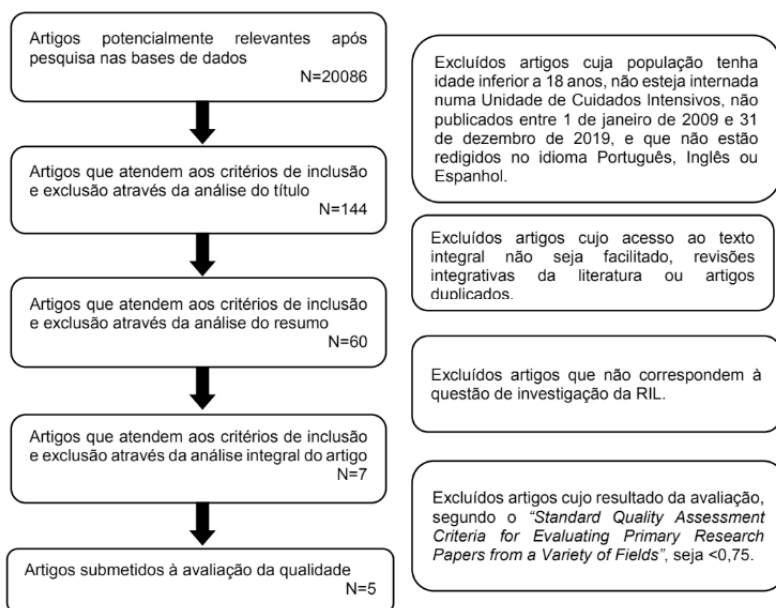 Artigos potencialmente relevantes após
pesquisa nas bases de dados
N=20086
Artigos que atendem aos critérios de inclusão
e exclusão através da análise do título
N=144
Artigos que atendem aos critérios de inclusão
e exclusão através da análise do resumo
N=60
Artigos que atendem aos critérios de inclusão
e exclusão através da análise integral do artigo
N=7
Artigos submetidos à avaliação da qualidade
N=5
Excluídos artigos cuja população tenha
idade inferior a 18 anos, não esteja internada
numa Unidade de Cuidados Intensivos, não
publicados entre 1 de janeiro de 2009 e 31
de dezembro de 2019, e que não estão
redigidos no idioma Português, Inglês ou
Espanhol.
Excluídos artigos cujo acesso ao texto
integral não seja facilitado, revisões
integrativas da literatura ou artigos
duplicados.
Excluídos artigos que não correspondem à
questão de investigação da RIL.
Excluídos artigos cujo resultado da avaliação,
segundo o “Standard Quality Assessment
Criteria for Evaluating Primary Research
Papers from a Variety of Fields”, seja <0,75.